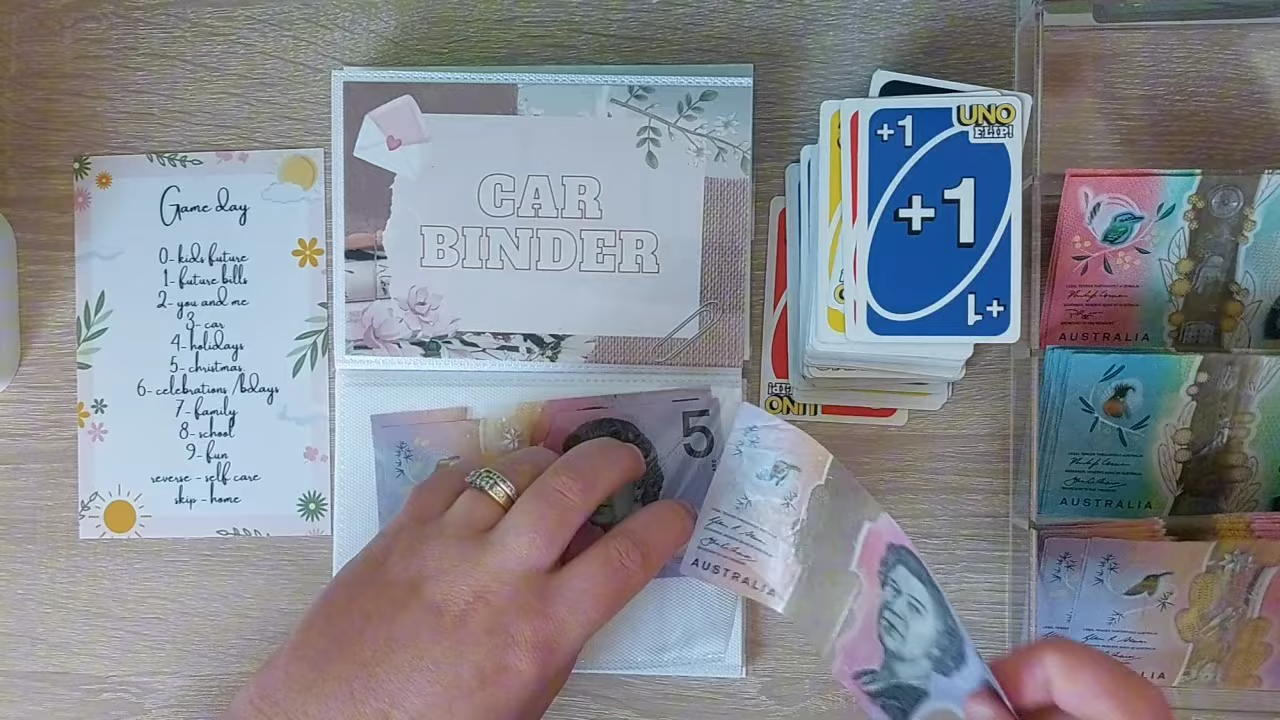 Game day
0- kids future
1- future bills
2- you and me
3- car
4- holidays
5- christmas
6- celebrations /bdays
7- family
8- school
9- fun
reverse - self care
skip - home
CAR
BINDER
5
AUSTRALIA
UNO
FLIP!
+1
+1
+1
UNO
AUSTRALIA
AUSTRALIA